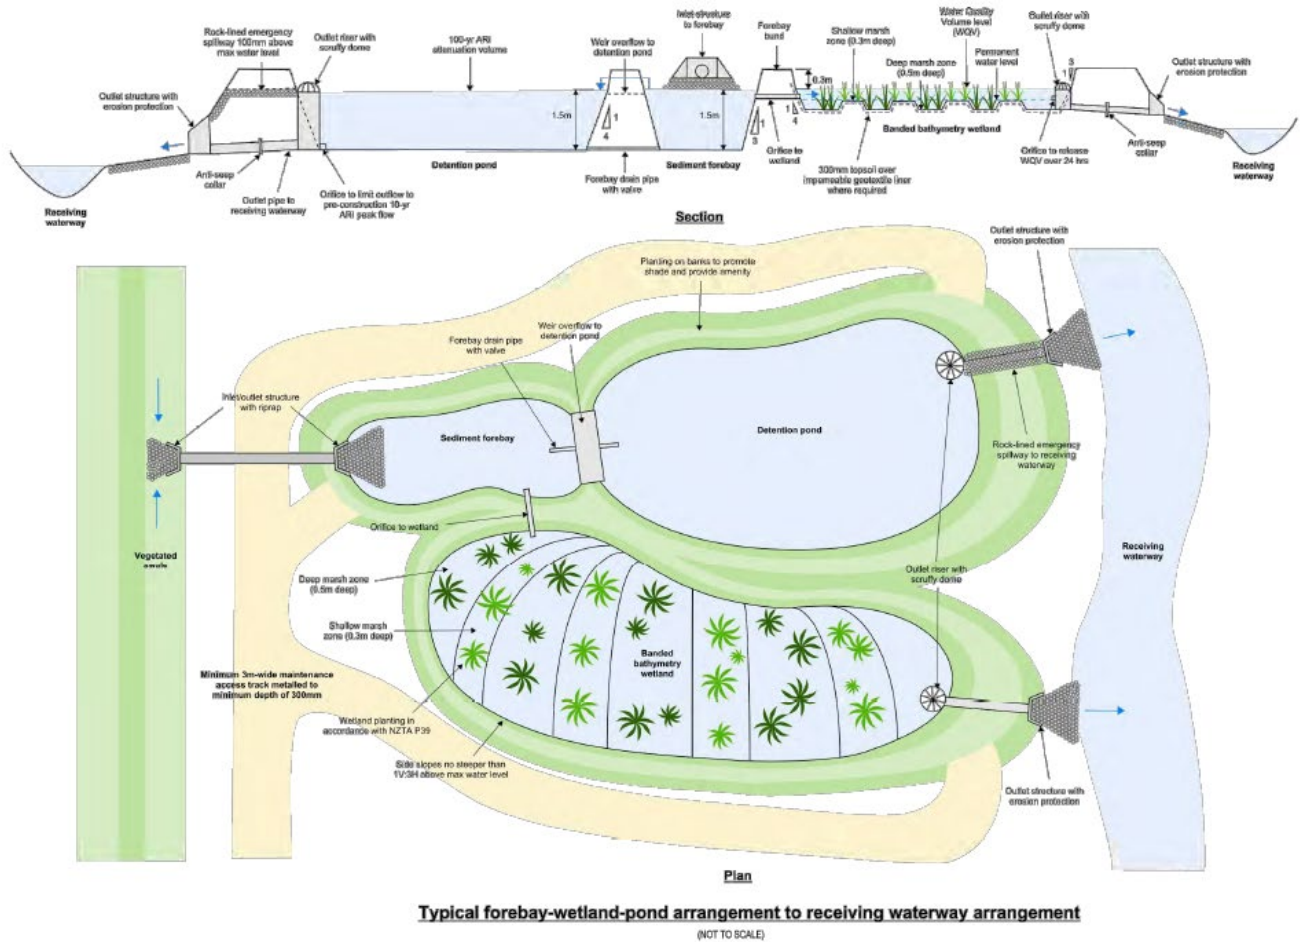 Rock-lined emergency
spillway 100mm above
max water level
Outlet riser with
scruffy dome
100-yr ARI
attenuation volume
Weir overflow to
detention pond
Inlet structure
to forebay
Forebay
bund
Shallow marsh
zone (0.3m deep)
Water Quality
Volume level
(WQV)
Outlet riser with
scruffy dome
Deep marsh zone
(0.5m deep)
Permanent
water level
Outlet structure with
erosion protection
Outlet structure with
erosion protection
0.3m
3
1
1.5m
1
4
1.5m
1
3
1
4
Banded bathymetry wetland
Detention pond
Sediment forebay
Orifice to
wetland
Orifice to release
WQV over 24 hrs
Anti-seep
collar
Receiving
waterway
Anti-seep
collar
Forebay drain pipe
with valve
300mm topsoil over
impermeable geotextile liner
where required
Outlet pipe to
receiving waterway
Orifice to limit outflow to
pre-construction 10-yr
ARI peak flow
Receiving
waterway
Section
Outlet structure with
erosion protection
Planting on banks to promote
shade and provide amenity
Weir overflow to
detention pond
Forebay drain pipe
with valve
Inlet/outlet structure
with riprap
Sediment forebay
Detention pond
Rock-lined emergency
spillway to receiving
waterway
Orifice to wetland
Vegetated
swale
Receiving
waterway
Outlet riser with
scruffy dome
Deep marsh zone
(0.5m deep)
Shallow marsh
zone (0.3m deep)
Banded
bathymetry
wetland
Minimum 3m-wide maintenance
access track metalled to
minimum depth of 300mm
Wetland planting in
accordance with NZTA P39
Side slopes no steeper than
1V:3H above max water level
Outlet structure with
erosion protection
Plan
Typical forebay-wetland-pond arrangement to receiving waterway arrangement
(NOT TO SCALE)